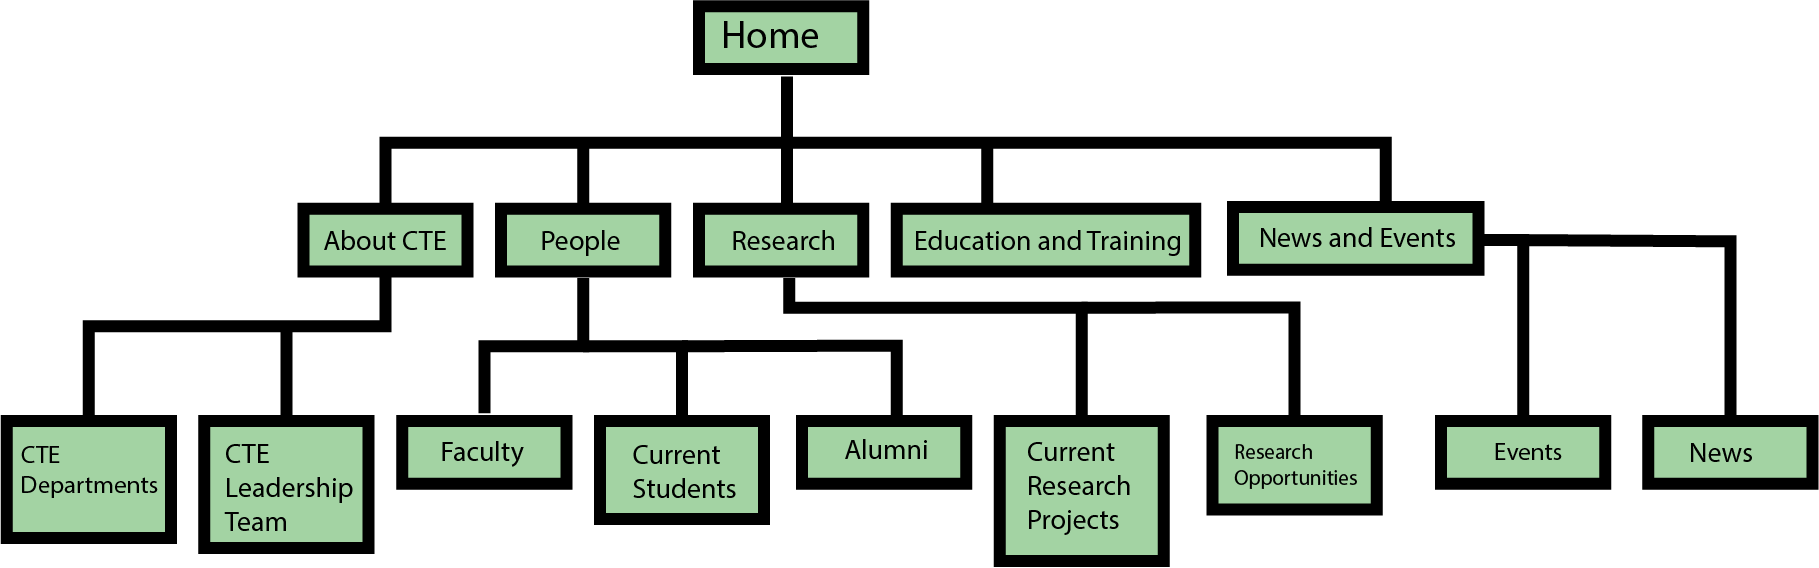 Home
About CTE
People
Research
Education and Training
News and Events
CTE
Departments
CTE
Leadership
Team
Faculty
Current
Students
Alumni
Current
Research
Projects
Research
Opportunities
Events
News